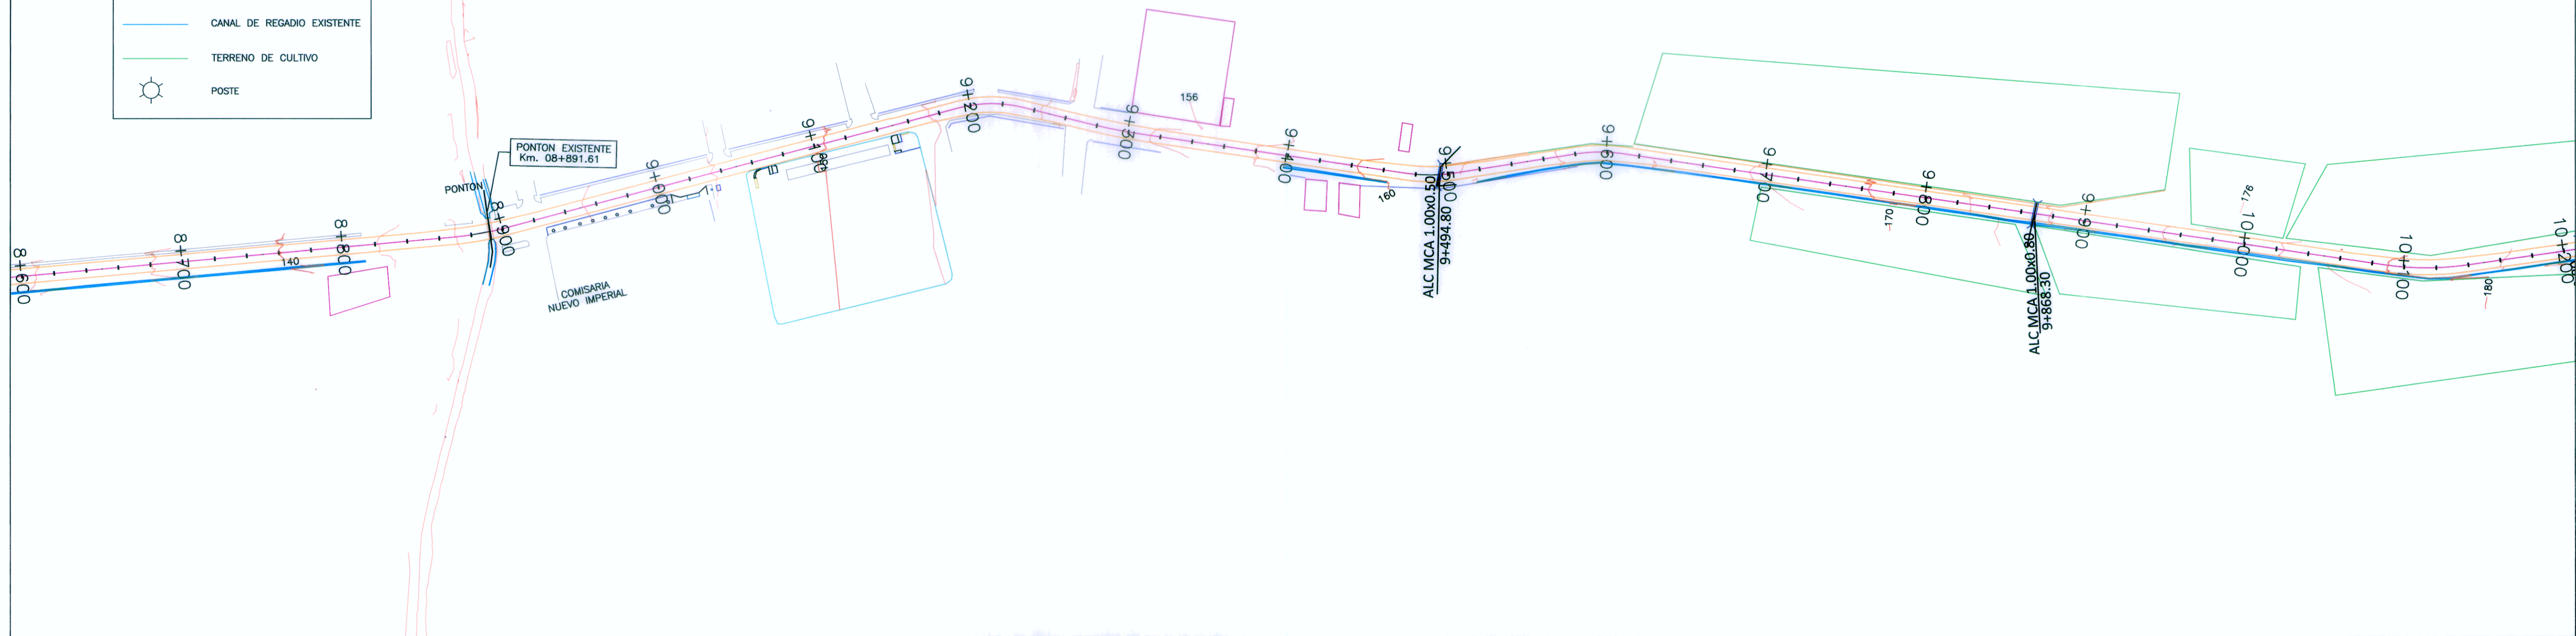 CANAL DE REGADIO EXISTENTE
TERRENO DE CULTIVO
POSTE
PONTON EXISTENTE
Km. 08+891.61
PONTON
COMISARIA
NUEVO IMPERIAL
8+600
8+700
140
8+800
8+900
9+000
9+100
9+200
9+300
156
9+400
160
9+500
ALC MCA 1.00x0.50
9+494.80
9+600
9+700
170
9+800
ALC MCA 1.00x0.80
9+868.30
9+900
176
10+000
10+100
180
10+200